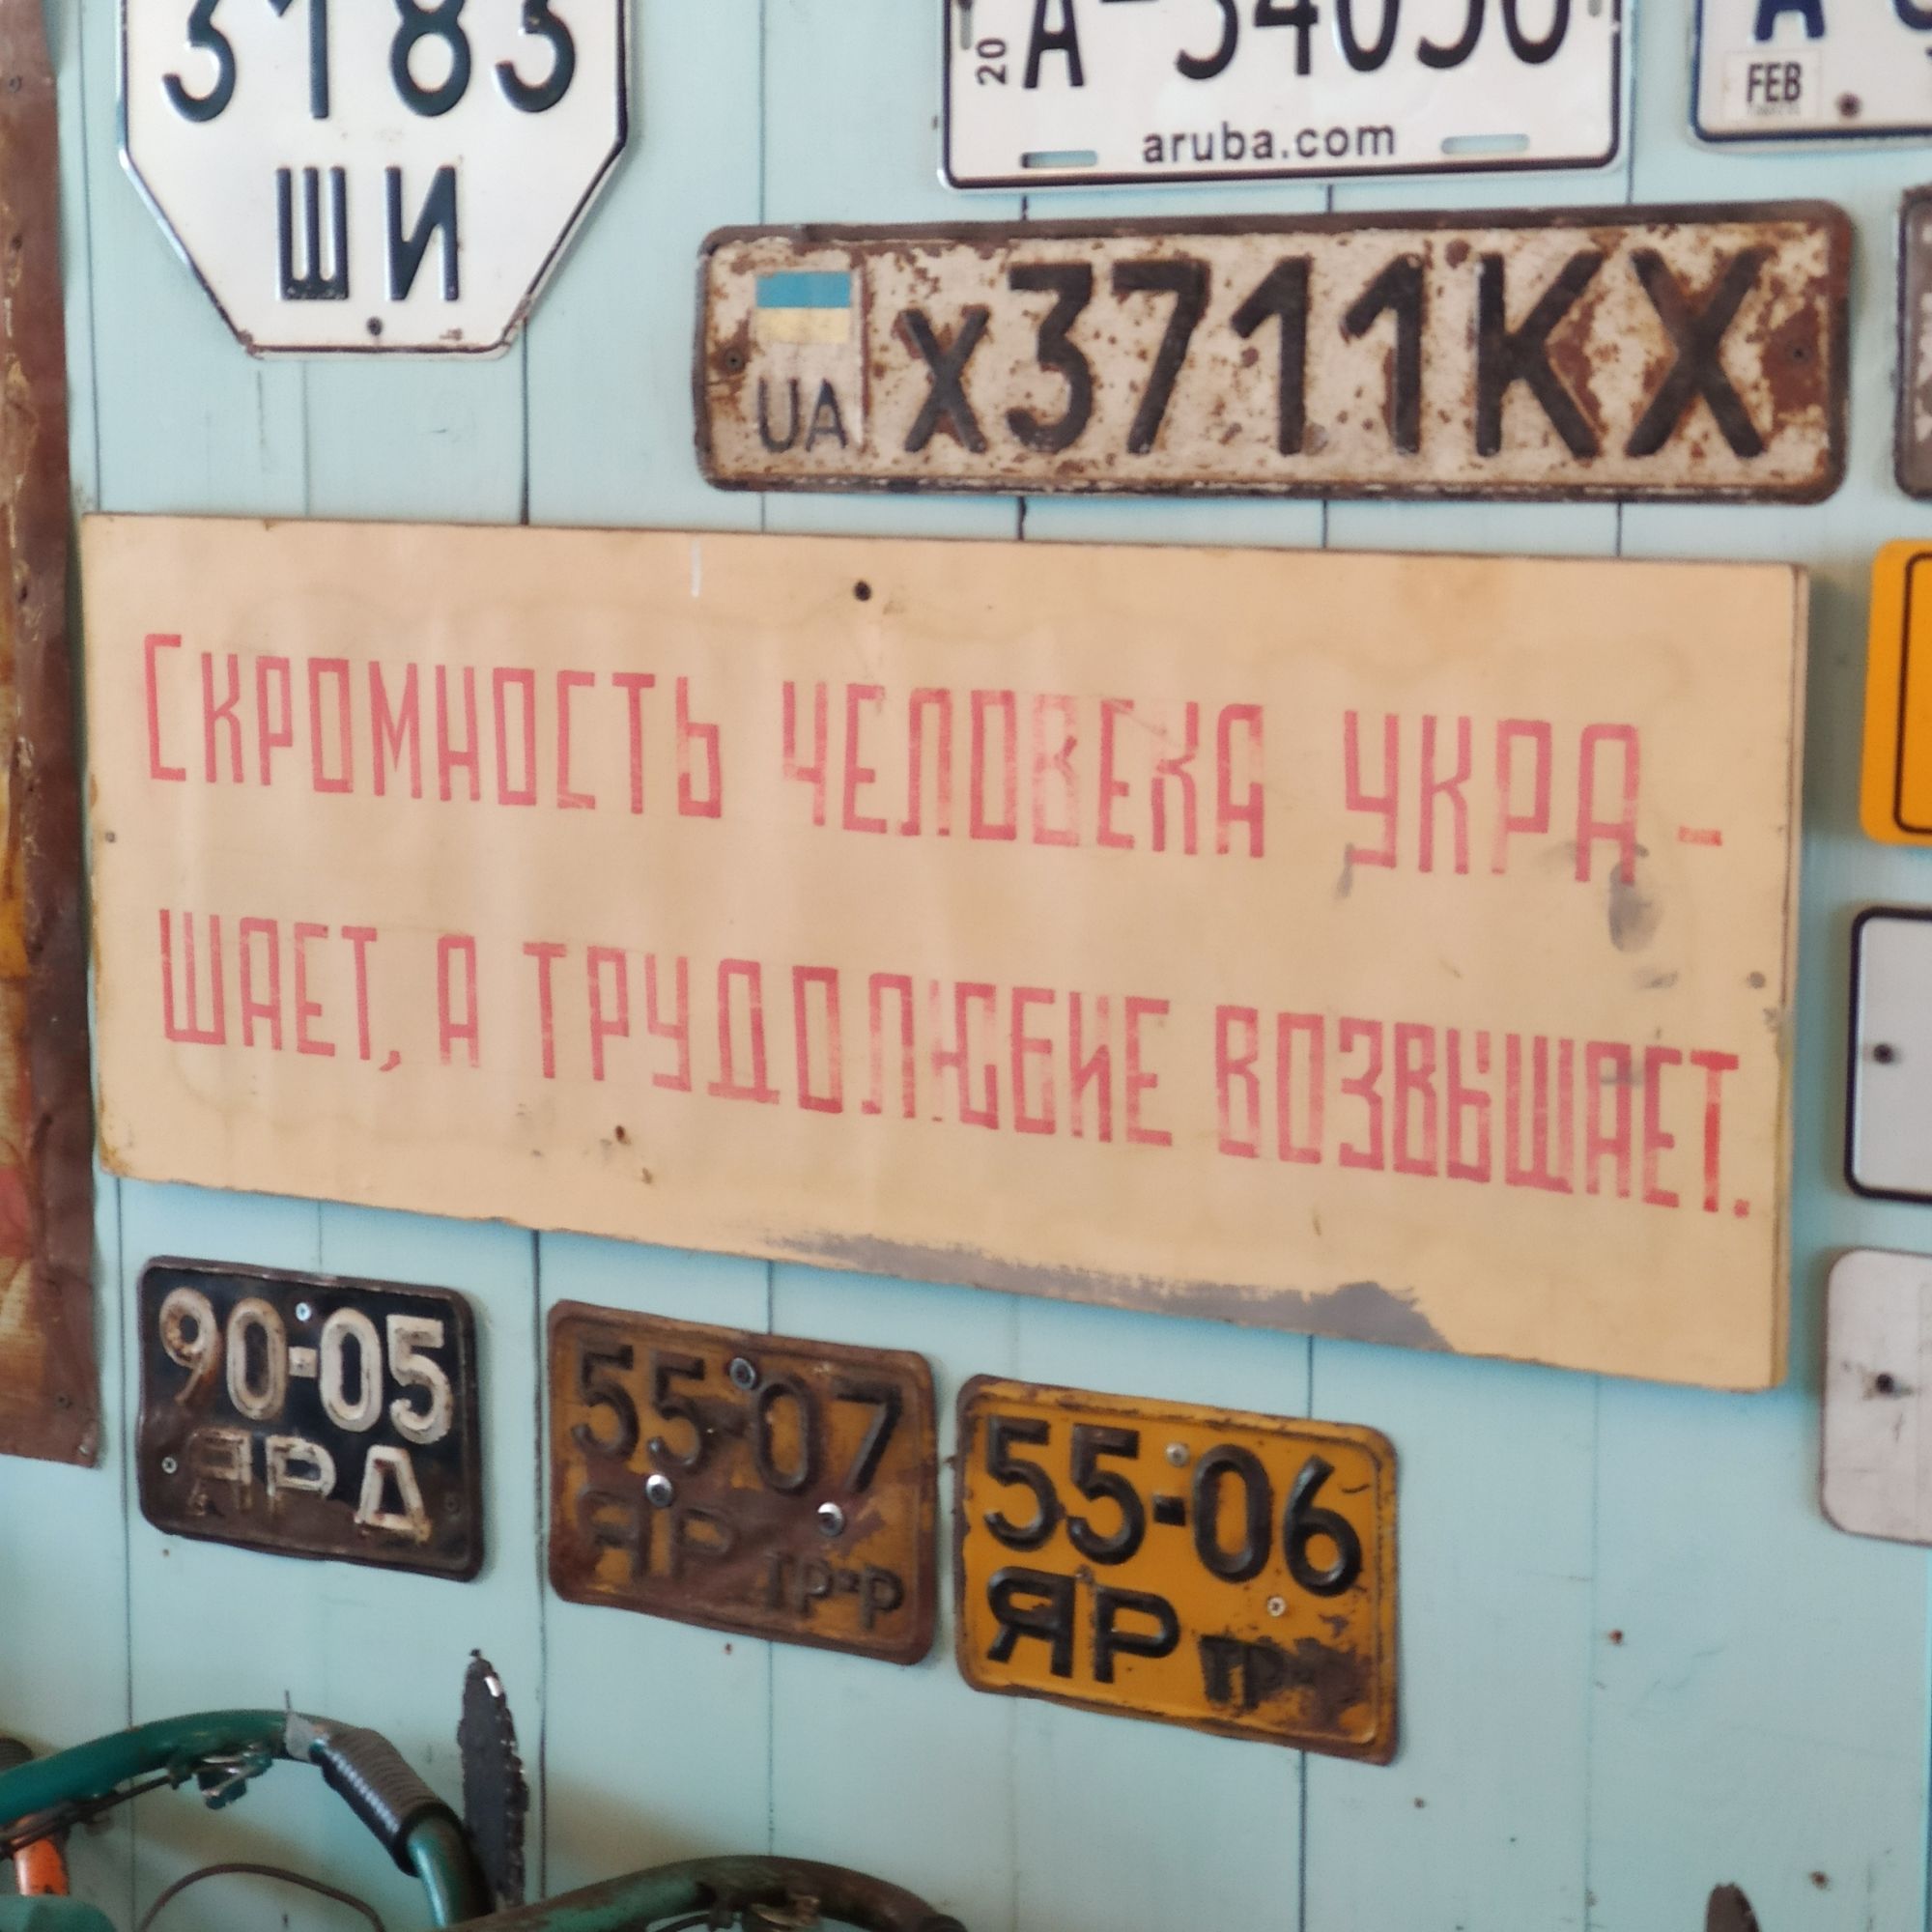 3183
ШИ
20
aruba.com
FEB
UA x3711KX
СКРОМНОСТЬ ЧЕЛОВЕКА УКРА-
ШАЕТ, А ТРУДОЛЮБИЕ ВОЗВЫШАЕТ.
90-05
ЯРД
55-07
ЯР ТР-Р
55-06
ЯР